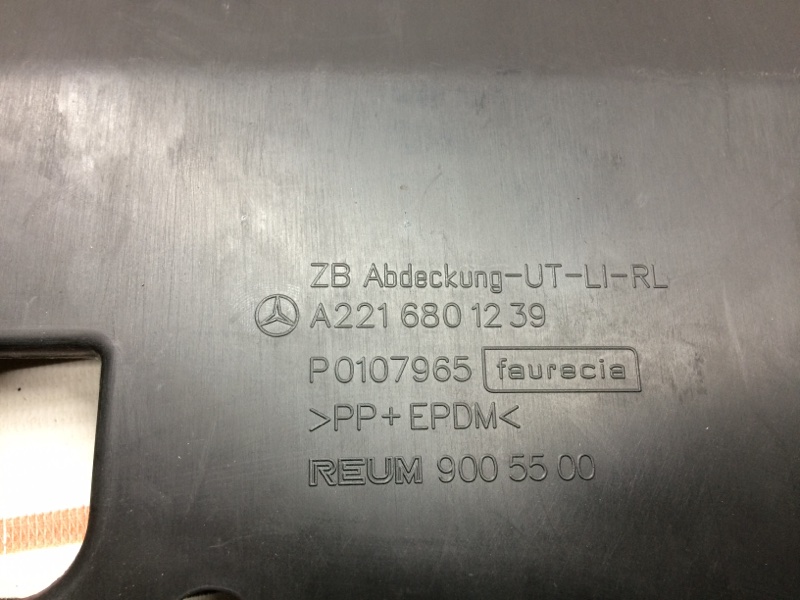 ZB Abdeckung-UT-LI-RL
A221 680 12 39
P0107965 faurecia
>PP+EPDM<
REUM 900 55 00